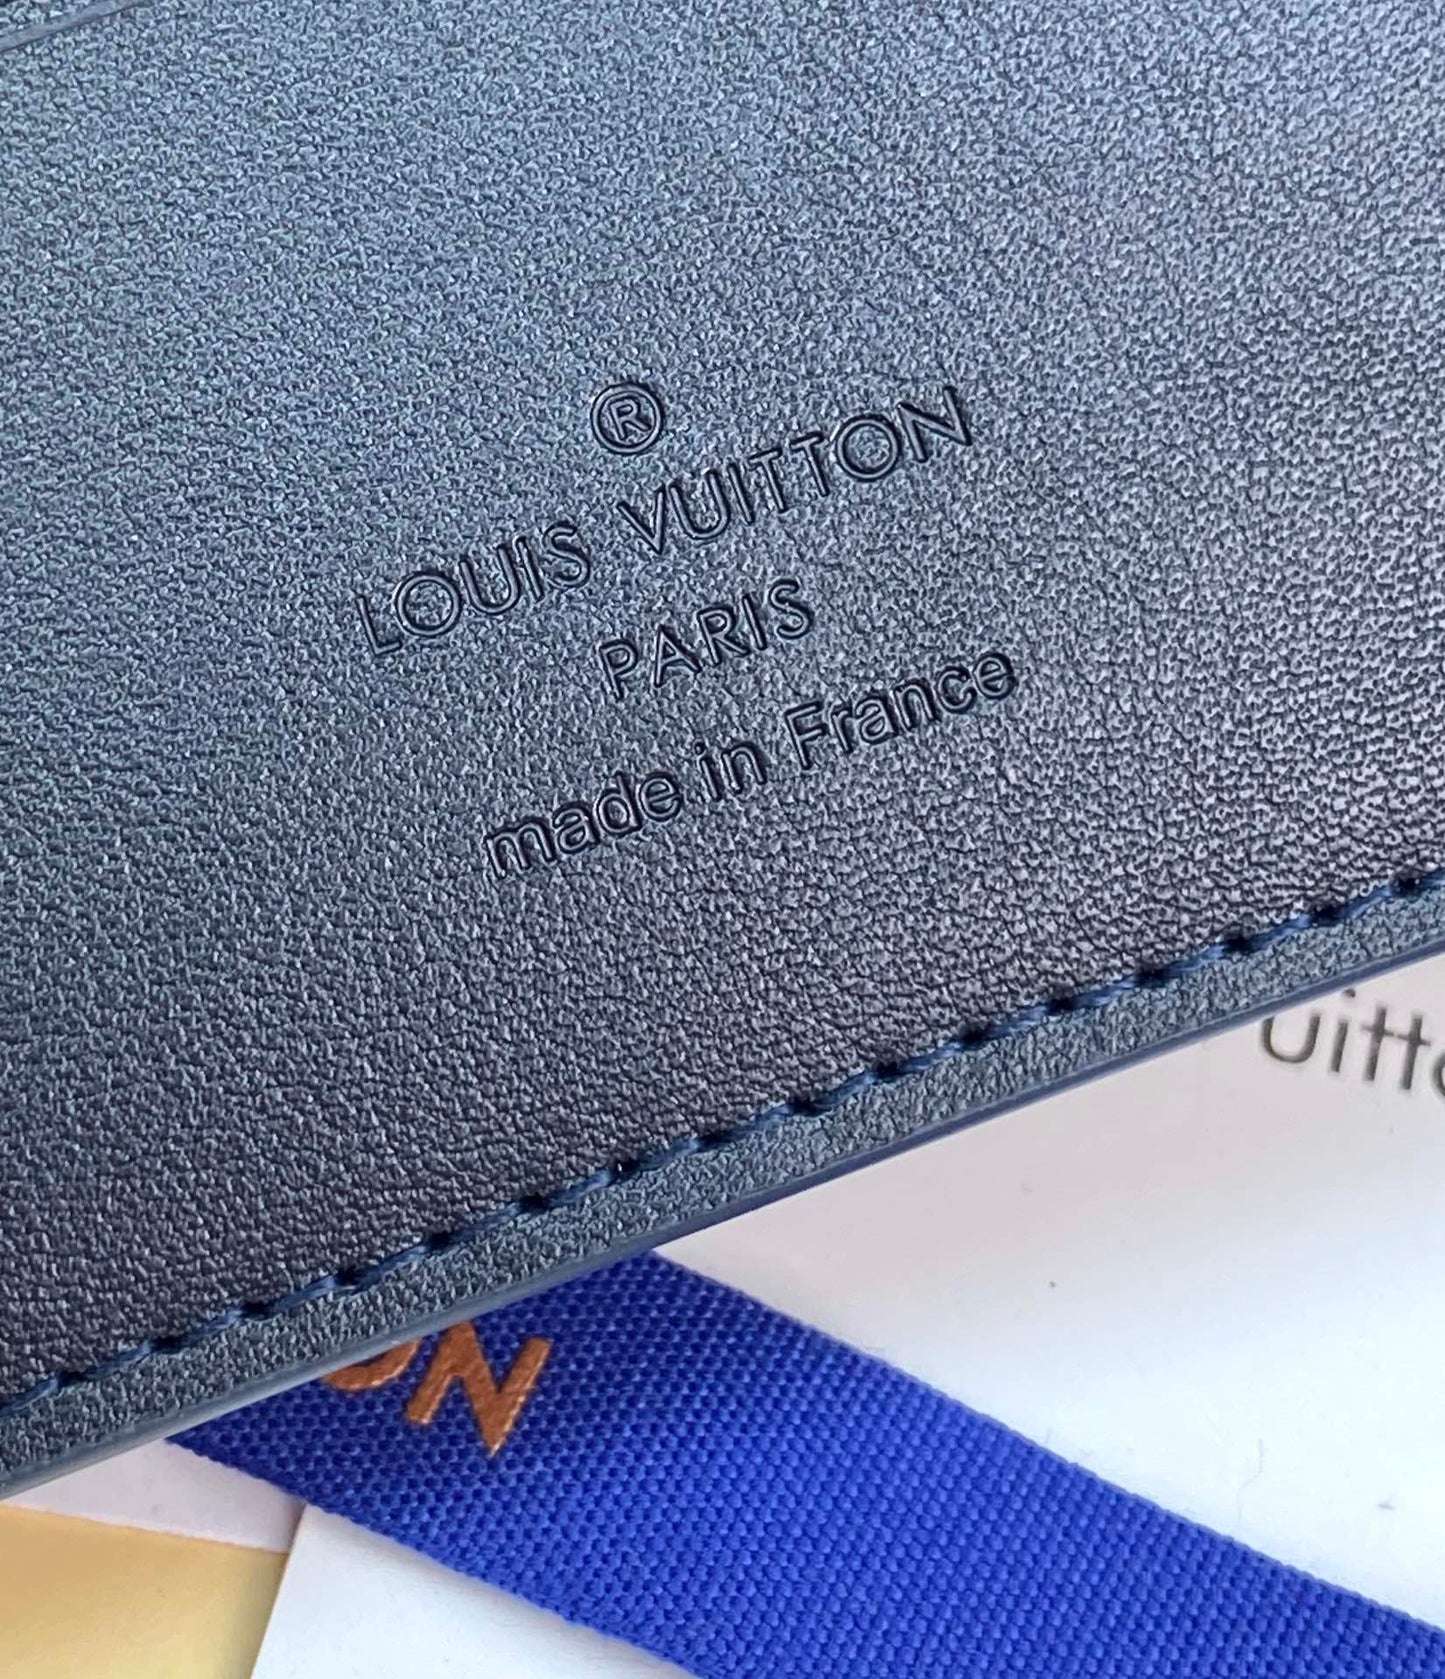 ®
LOUIS VUITTON
PARIS
made in France
uitto
ON